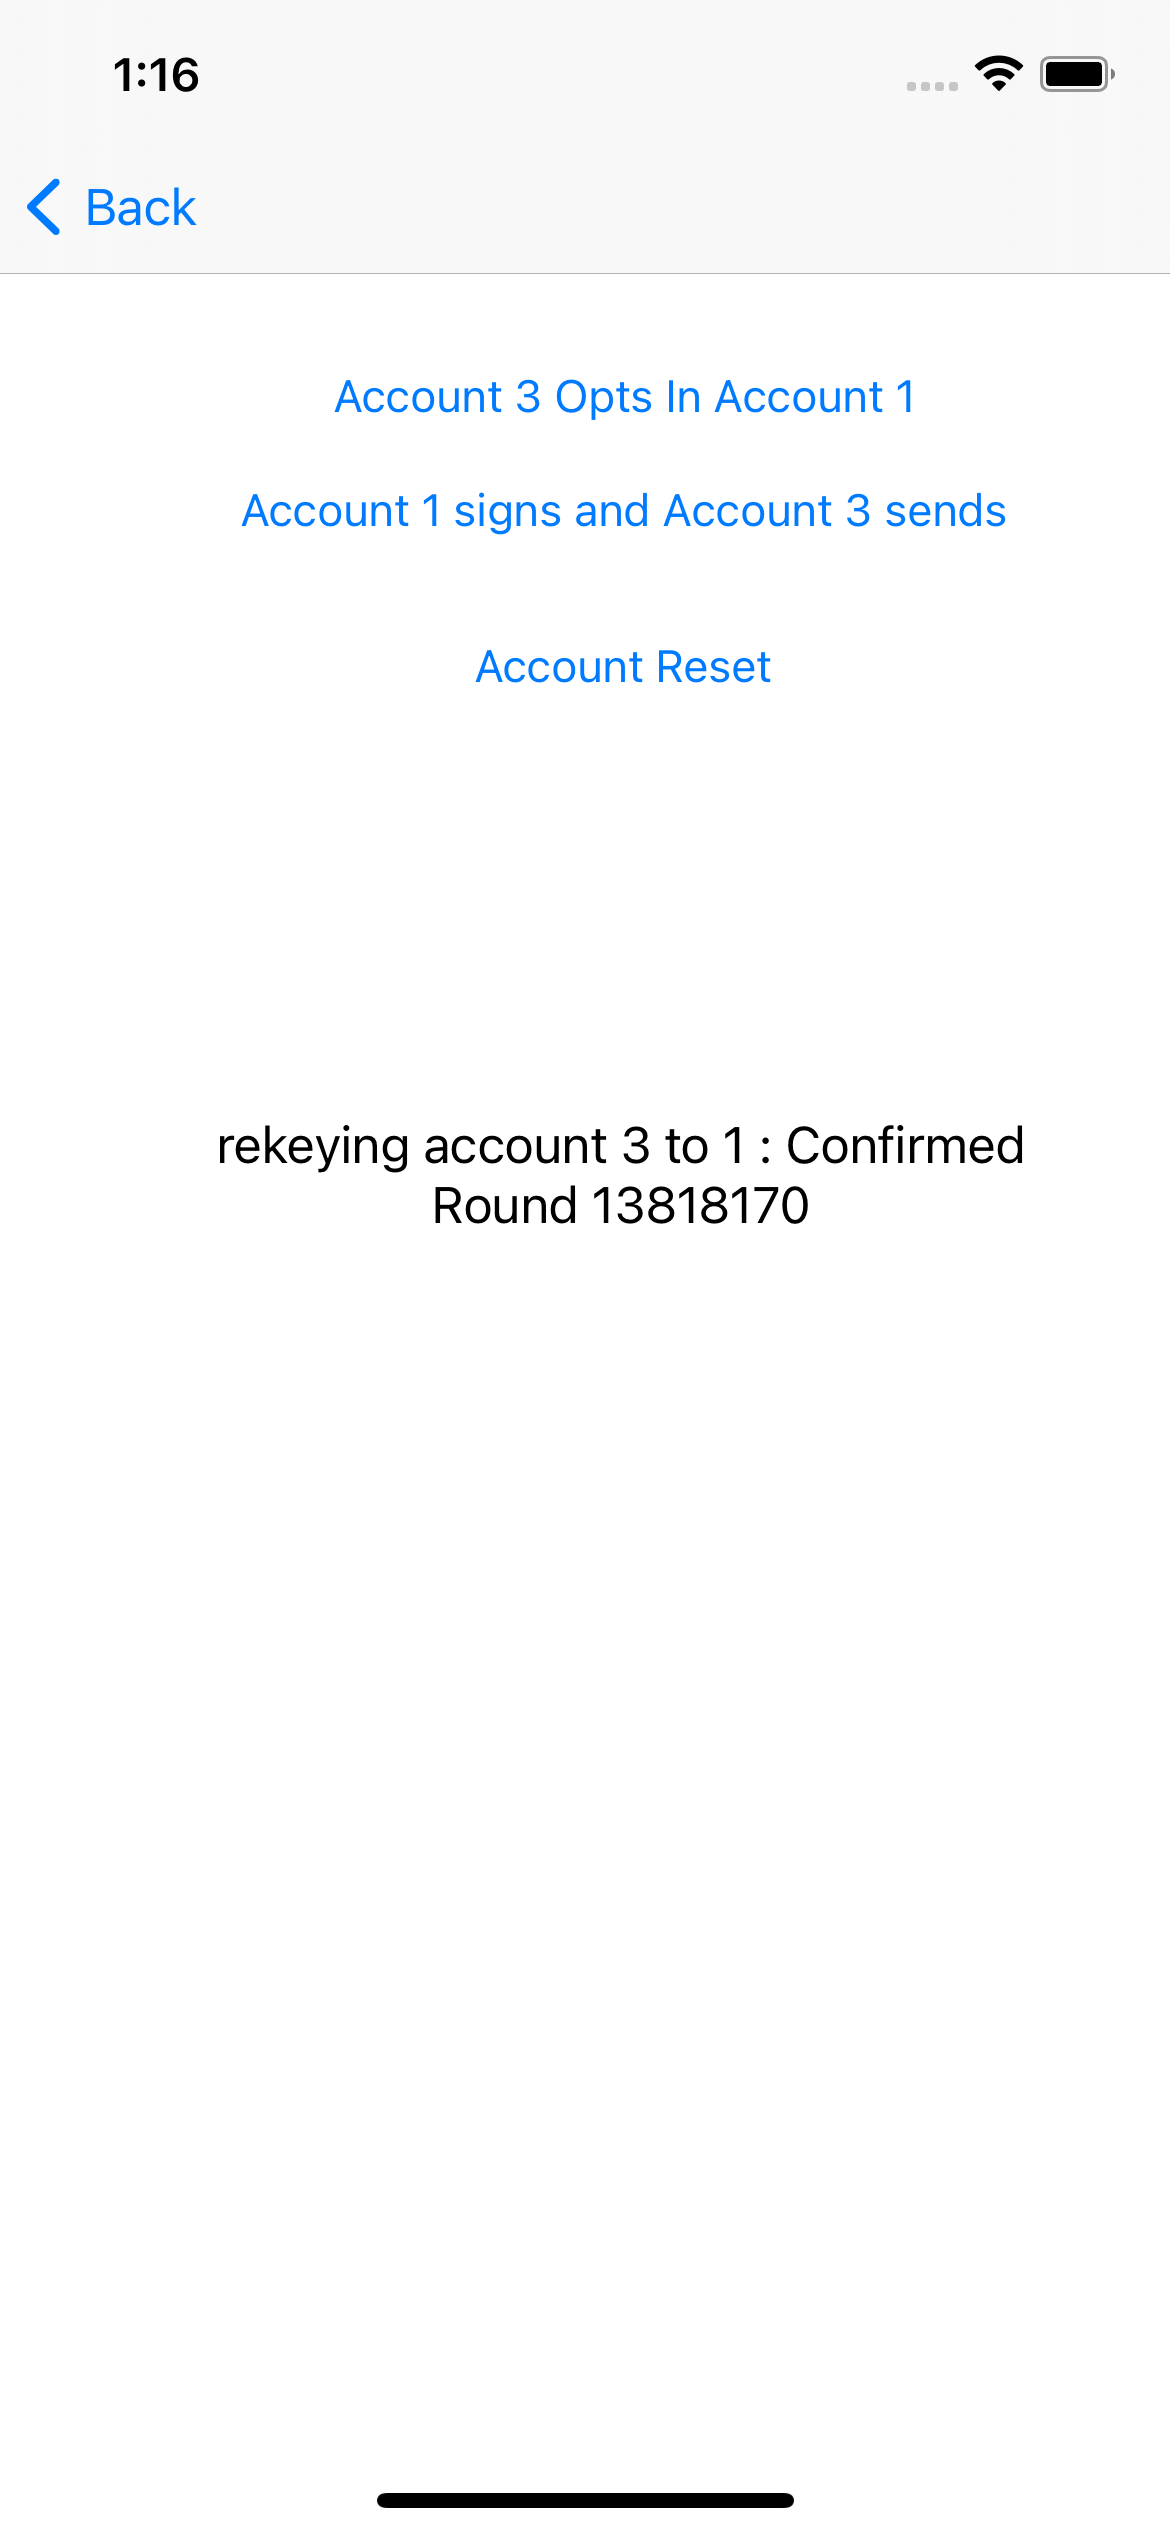 1:16
Back
Account 3 Opts In Account 1
Account 1 signs and Account 3 sends
Account Reset
rekeying account 3 to 1 : Confirmed
Round 13818170